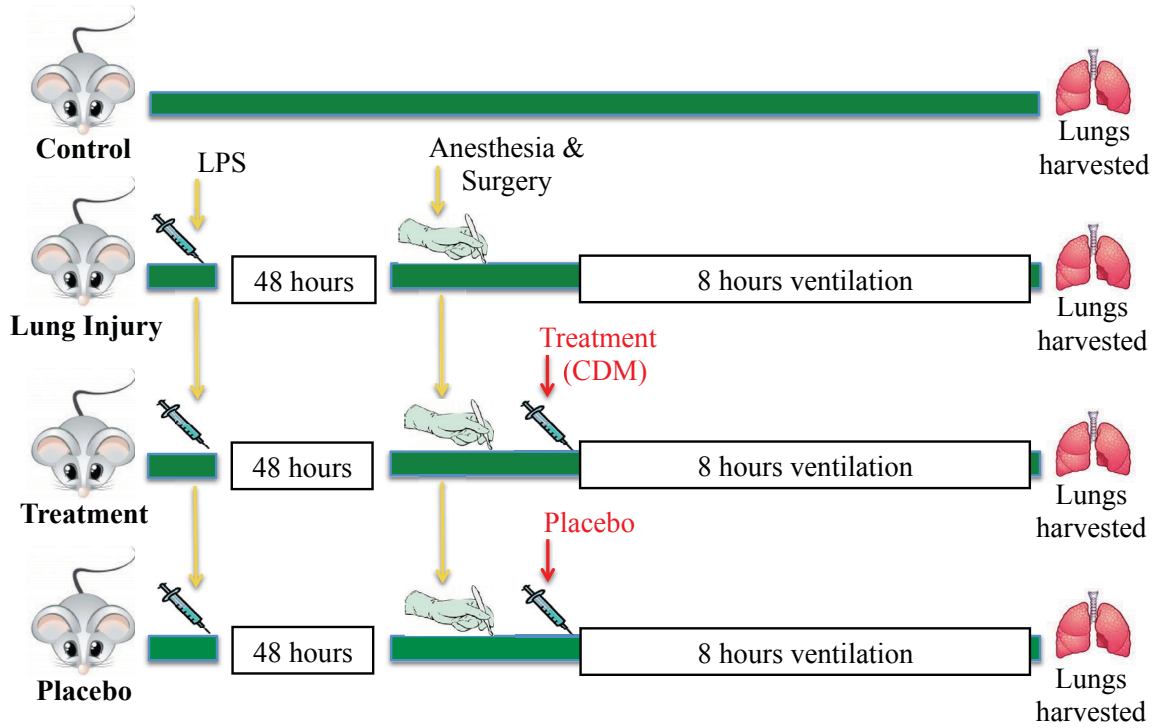 Control
Lungs
harvested
LPS
Anesthesia &
Surgery
Lung Injury
48 hours
8 hours ventilation
Lungs
harvested
Treatment
(CDM)
Treatment
48 hours
8 hours ventilation
Lungs
harvested
Placebo
Placebo
48 hours
8 hours ventilation
Lungs
harvested